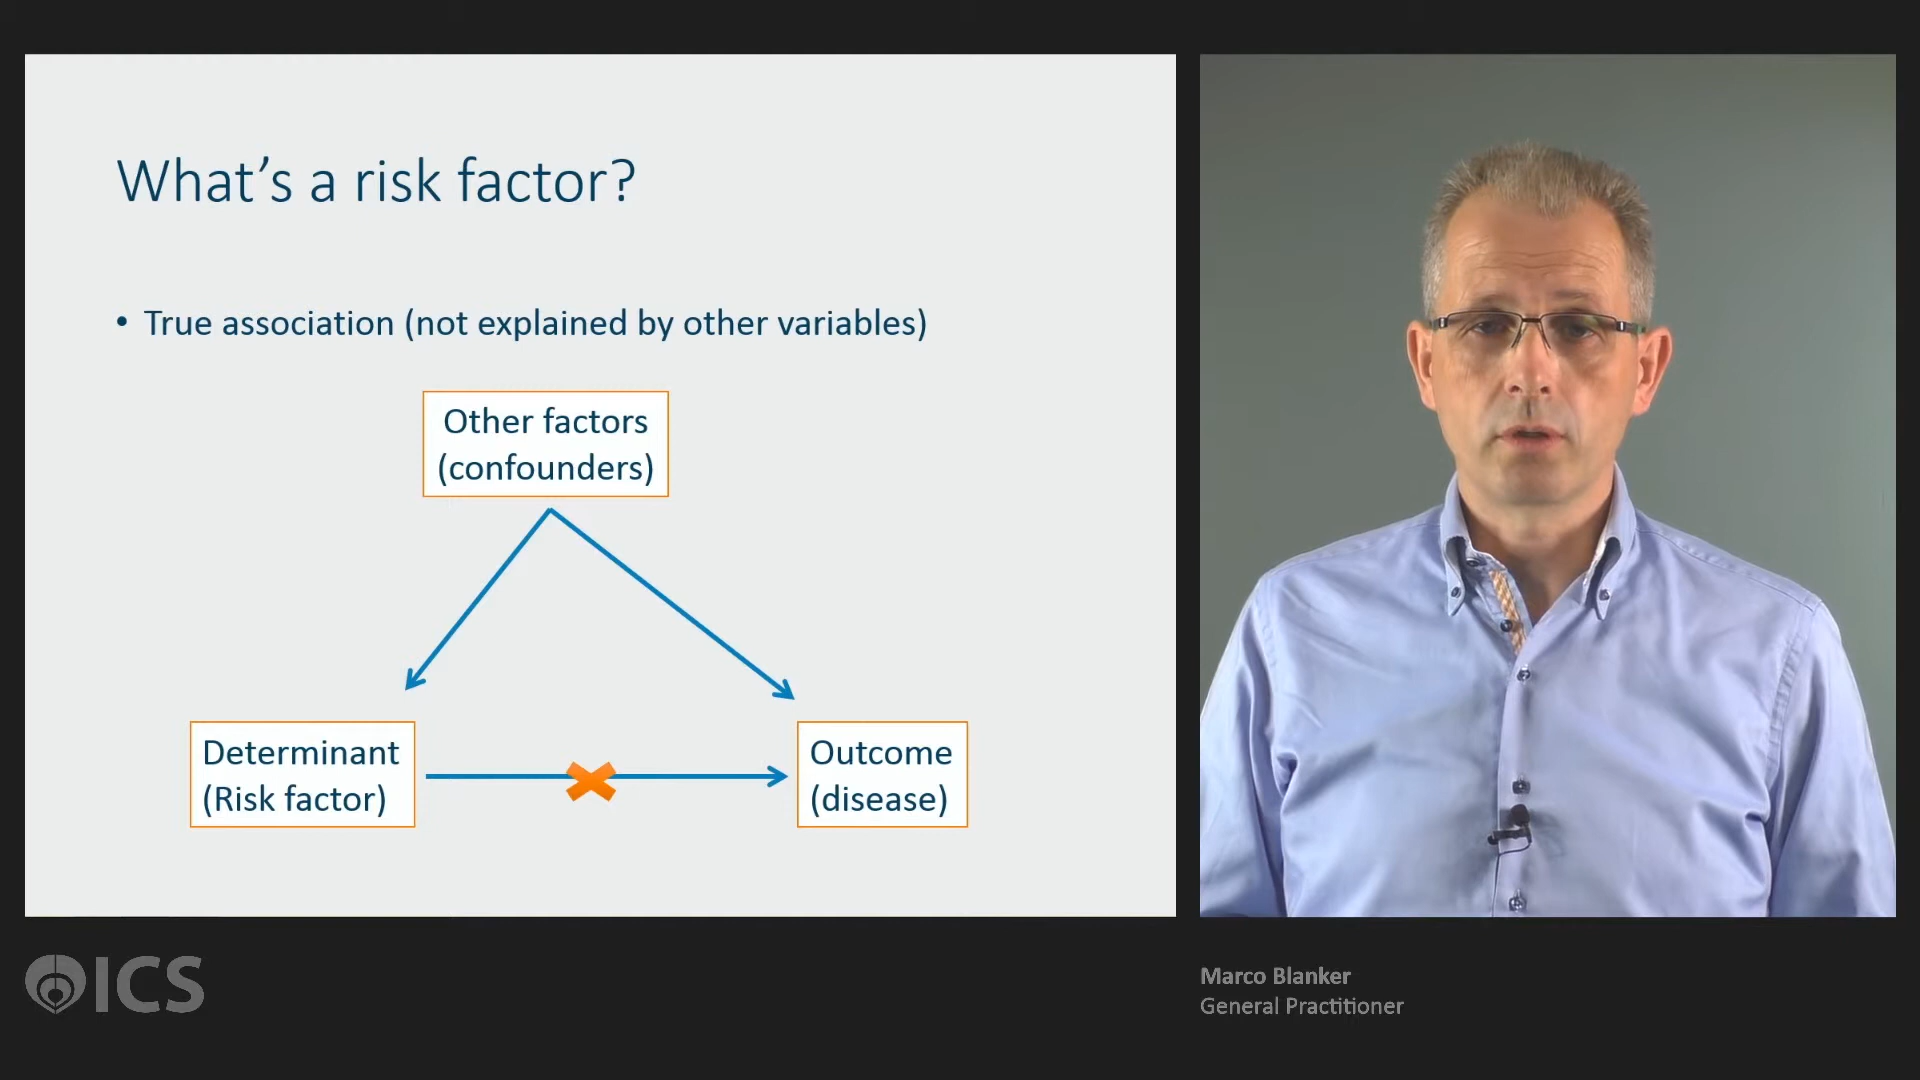 What's a risk factor?
• True association (not explained by other variables)
Other factors
(confounders)
Determinant
(Risk factor)
Outcome
(disease)
ICS
Marco Blanker
General Practitioner